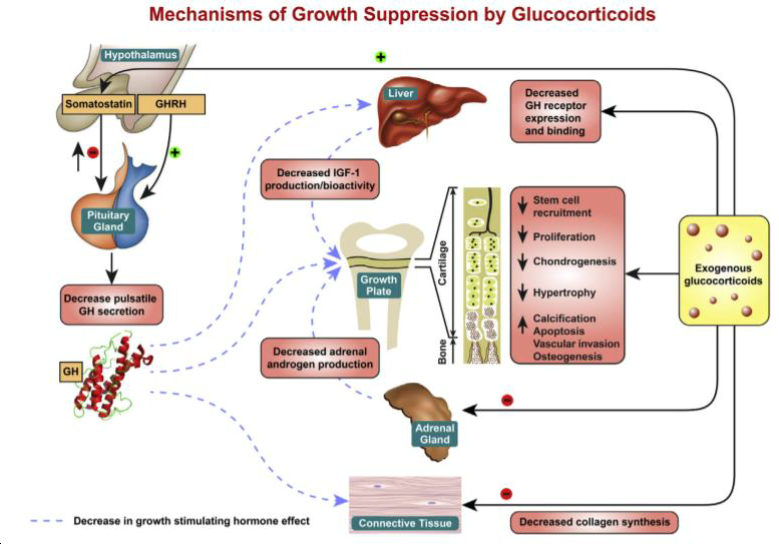 Mechanisms of Growth Suppression by Glucocorticoids
Hypothalamus
+
Somatostatin
GHRH
Liver
Decreased
GH receptor
expression
and binding
-
+
Decreased IGF-1
production/bioactivity
Pituitary
Gland
Stem cell
recruitment
Proliferation
Chondrogenesis
Hypertrophy
Calcification
Apoptosis
Vascular invasion
Osteogenesis
Cartilage
Bone
Growth
Plate
Exogenous
glucocorticoids
Decrease pulsatile
GH secretion
GH
Decreased adrenal
androgen production
-
Adrenal
Gland
-
Connective Tissue
Decreased collagen synthesis
Decrease in growth stimulating hormone effect